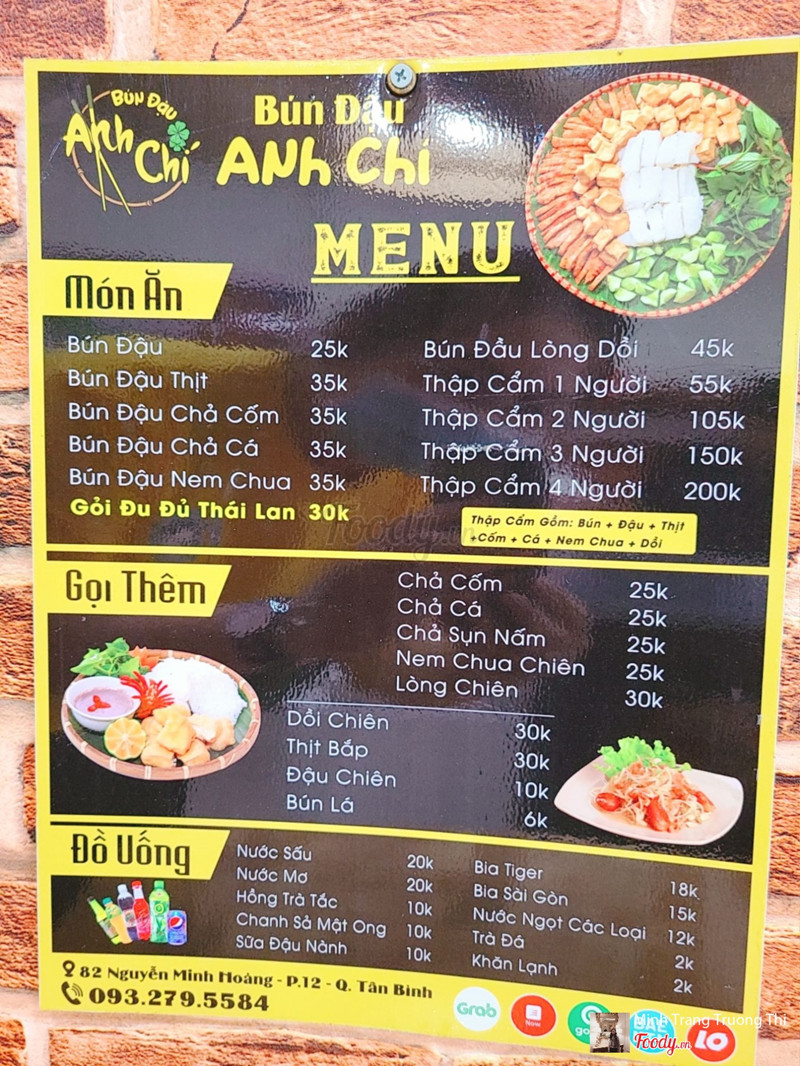 Bún Đậu
Anh Chí
Bún Đậu
ANh Chí
MENU
Món Ăn
Bún Đậu 25k
Bún Đậu Thịt 35k
Bún Đậu Chả Cốm 35k
Bún Đậu Chả Cá 35k
Bún Đậu Nem Chua 35k
Gỏi Đu Đủ Thái Lan 30k
Bún Đầu Lòng Dồi 45k
Thập Cẩm 1 Người 55k
Thập Cẩm 2 Người 105k
Thập Cẩm 3 Người 150k
Thập Cẩm 4 Người 200k
Thập Cẩm Gồm: Bún + Đậu + Thịt
+Cốm + Cá + Nem Chua + Dồi
Foody.vn
Gọi Thêm
Chả Cốm 25k
Chả Cá 25k
Chả Sụn Nấm 25k
Nem Chua Chiên 25k
Lòng Chiên 30k
Dồi Chiên 30k
Thịt Bắp 30k
Đậu Chiên 10k
Bún Lá 6k
Đồ Uống
Nước Sấu 20k
Nước Mơ 20k
Hồng Trà Tắc 10k
Chanh Sả Mật Ong 10k
Sữa Đậu Nành 10k
Bia Tiger 18k
Bia Sài Gòn 15k
Nước Ngọt Các Loại 12k
Trà Đá 2k
Khăn Lạnh 2k
82 Nguyễn Minh Hoàng - P.12 - Q. Tân Bình
093.279.5584
Grab
Minh Trang Trương Thị
Foody.vn
LO